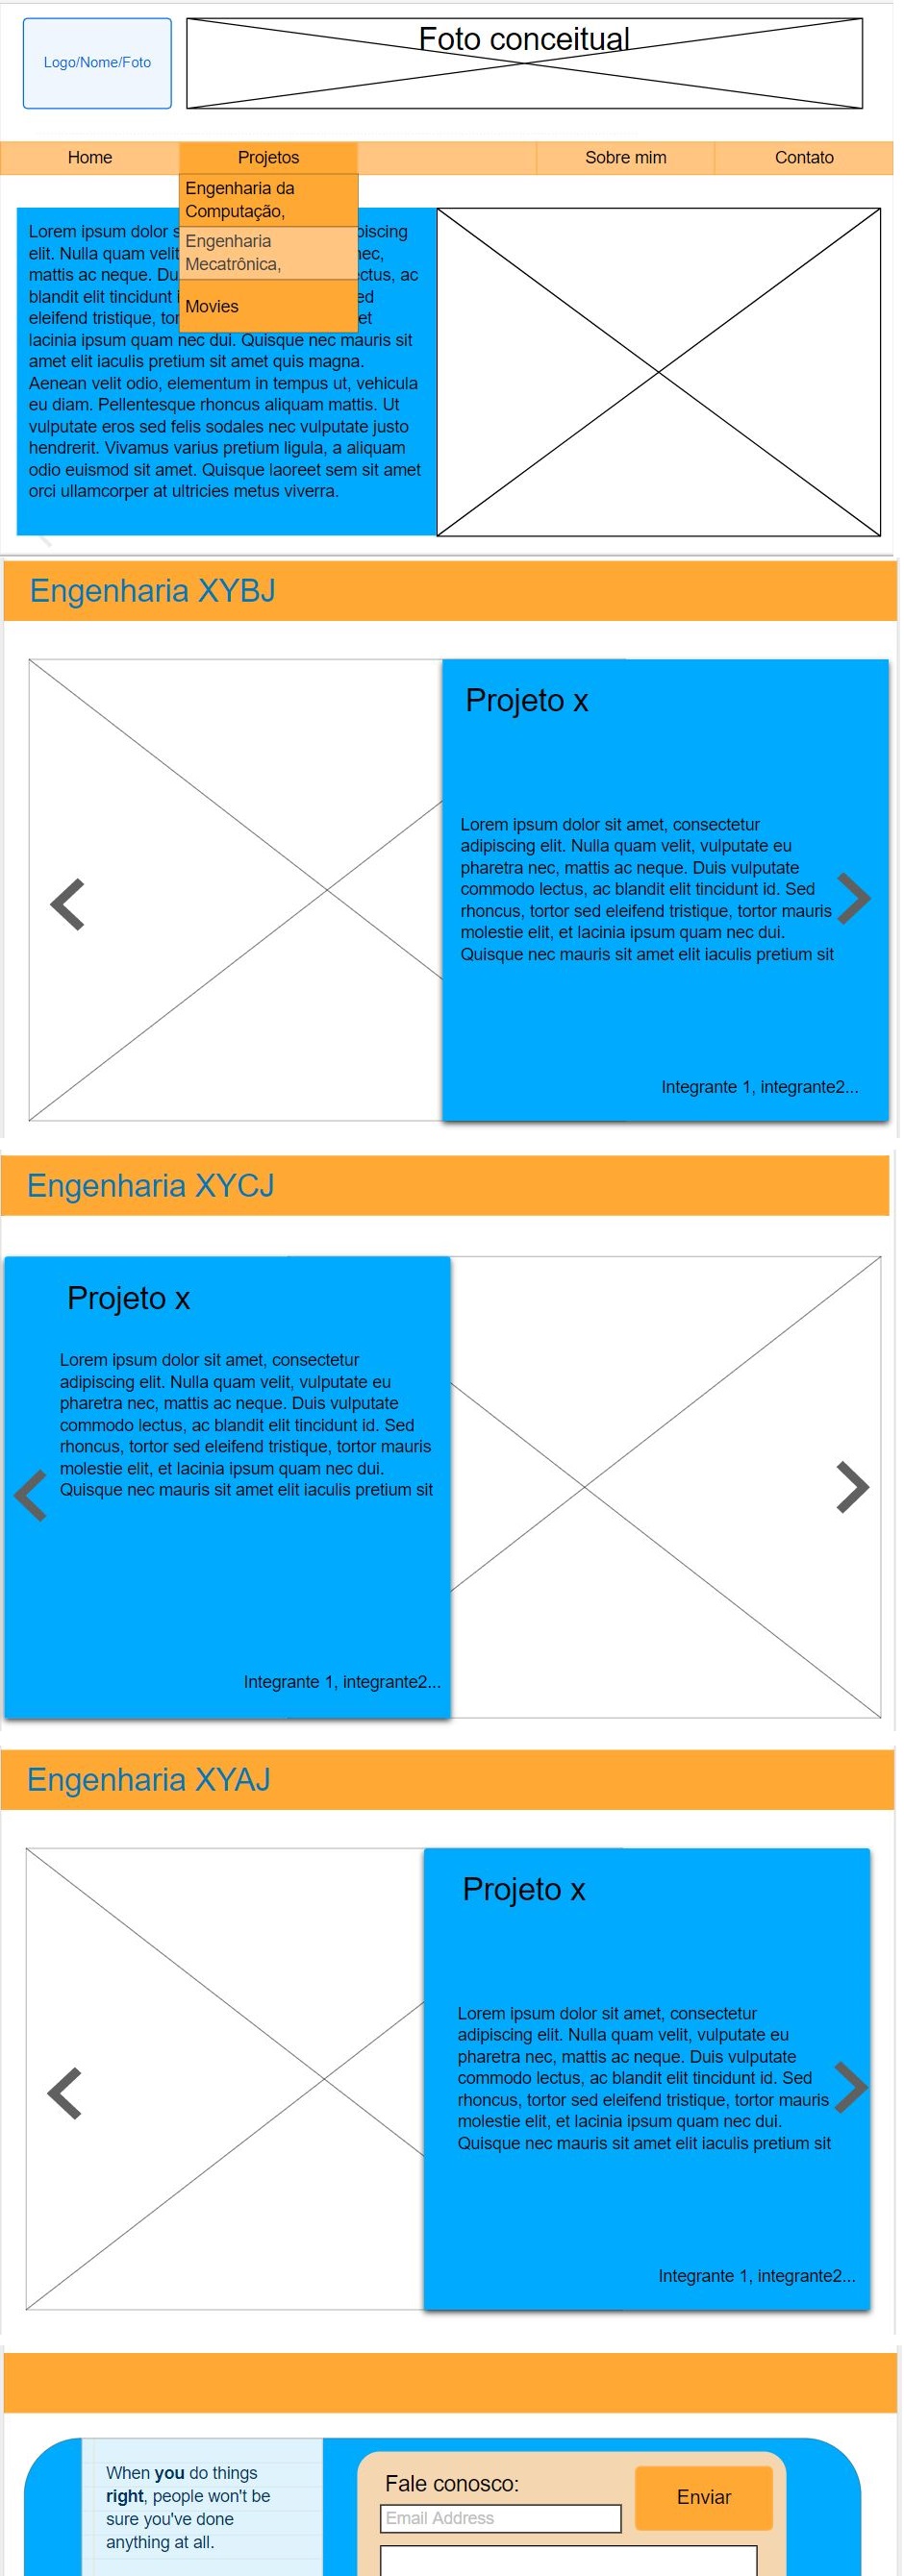 Foto conceitual
Logo/Nome/Foto
Home
Projetos
Sobre mim
Contato
Engenharia da
Computação,
Engenharia
Mecatrônica,
Movies
Lorem ipsum dolor s piscing
elit. Nulla quam velit nec,
mattis ac neque. Du ectus, ac
blandit elit tincidunt i ed
eleifend tristique, tor et
lacinia ipsum quam nec dui. Quisque nec mauris sit
amet elit iaculis pretium sit amet quis magna.
Aenean velit odio, elementum in tempus ut, vehicula
eu diam. Pellentesque rhoncus aliquam mattis. Ut
vulputate eros sed felis sodales nec vulputate justo
hendrerit. Vivamus varius pretium ligula, a aliquam
odio euismod sit amet. Quisque laoreet sem sit amet
orci ullamcorper at ultricies metus viverra.
Engenharia XYBJ
Projeto x
Lorem ipsum dolor sit amet, consectetur
adipiscing elit. Nulla quam velit, vulputate eu
pharetra nec, mattis ac neque. Duis vulputate
commodo lectus, ac blandit elit tincidunt id. Sed
rhoncus, tortor sed eleifend tristique, tortor mauris
molestie elit, et lacinia ipsum quam nec dui.
Quisque nec mauris sit amet elit iaculis pretium sit
Integrante 1, integrante2...
Engenharia XYCJ
Projeto x
Lorem ipsum dolor sit amet, consectetur
adipiscing elit. Nulla quam velit, vulputate eu
pharetra nec, mattis ac neque. Duis vulputate
commodo lectus, ac blandit elit tincidunt id. Sed
rhoncus, tortor sed eleifend tristique, tortor mauris
molestie elit, et lacinia ipsum quam nec dui.
Quisque nec mauris sit amet elit iaculis pretium sit
Integrante 1, integrante2...
Engenharia XYAJ
Projeto x
Lorem ipsum dolor sit amet, consectetur
adipiscing elit. Nulla quam velit, vulputate eu
pharetra nec, mattis ac neque. Duis vulputate
commodo lectus, ac blandit elit tincidunt id. Sed
rhoncus, tortor sed eleifend tristique, tortor mauris
molestie elit, et lacinia ipsum quam nec dui.
Quisque nec mauris sit amet elit iaculis pretium sit
Integrante 1, integrante2...
When you do things
right, people won't be
sure you've done
anything at all.
Fale conosco:
Email Address
Enviar